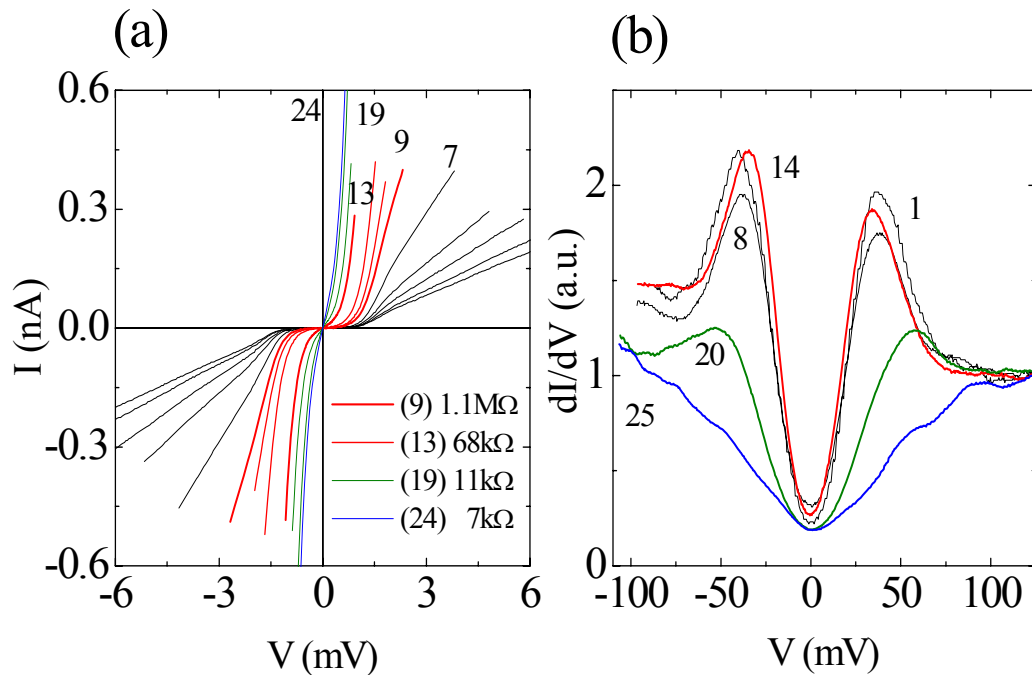 (a)
0.6
0.3
0.0
-0.3
-0.6
I (nA)
24
19
9
7
13
(9) 1.1MΩ
(13) 68kΩ
(19) 11kΩ
(24) 7kΩ
-6
-3
0
3
6
V (mV)
(b)
2
1
0
dI/dV (a.u.)
14
1
8
20
25
-100
-50
0
50
100
V (mV)